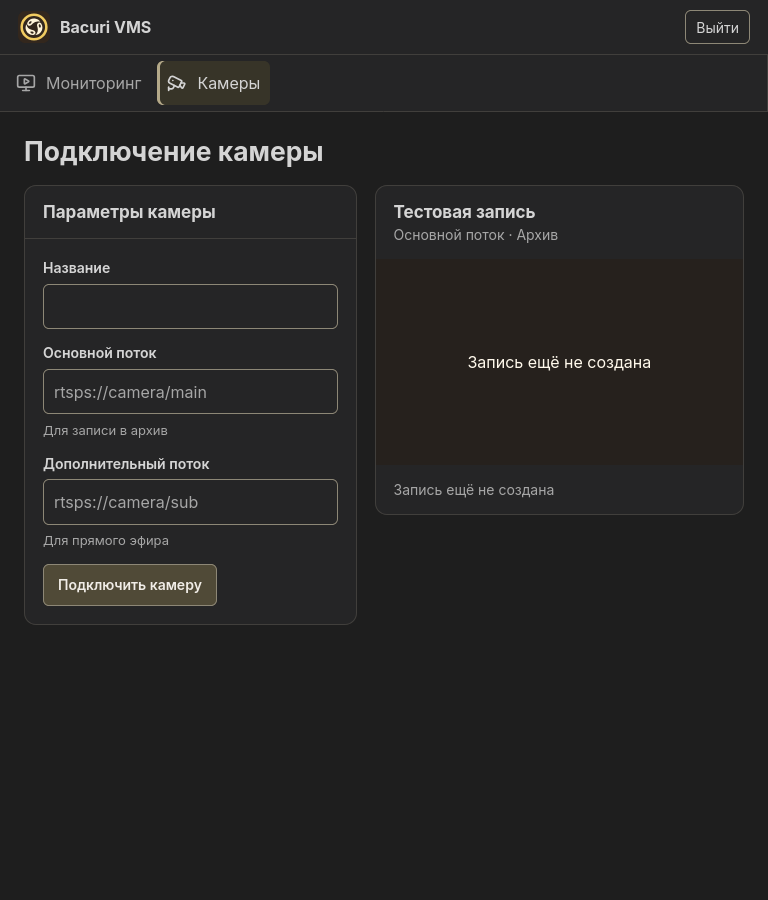 Bacuri VMS
Выйти
Мониторинг
Камеры
Подключение камеры
Параметры камеры
Название
Основной поток
rtsps://camera/main
Для записи в архив
Дополнительный поток
rtsps://camera/sub
Для прямого эфира
Подключить камеру
Тестовая запись
Основной поток · Архив
Запись ещё не создана
Запись ещё не создана